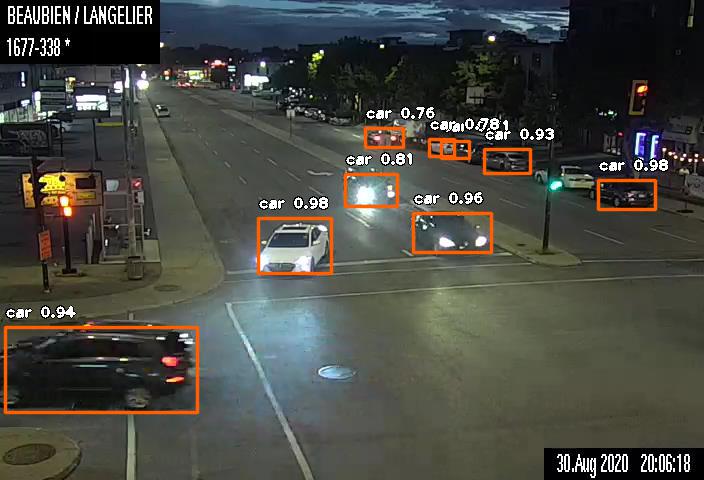 BEAUBIEN / LANGELIER
1677-338 *
car 0.76
car 0.78
car 0.93
car 0.81
car 0.98
car 0.98
car 0.96
car 0.94
30.Aug 2020 20:06:18